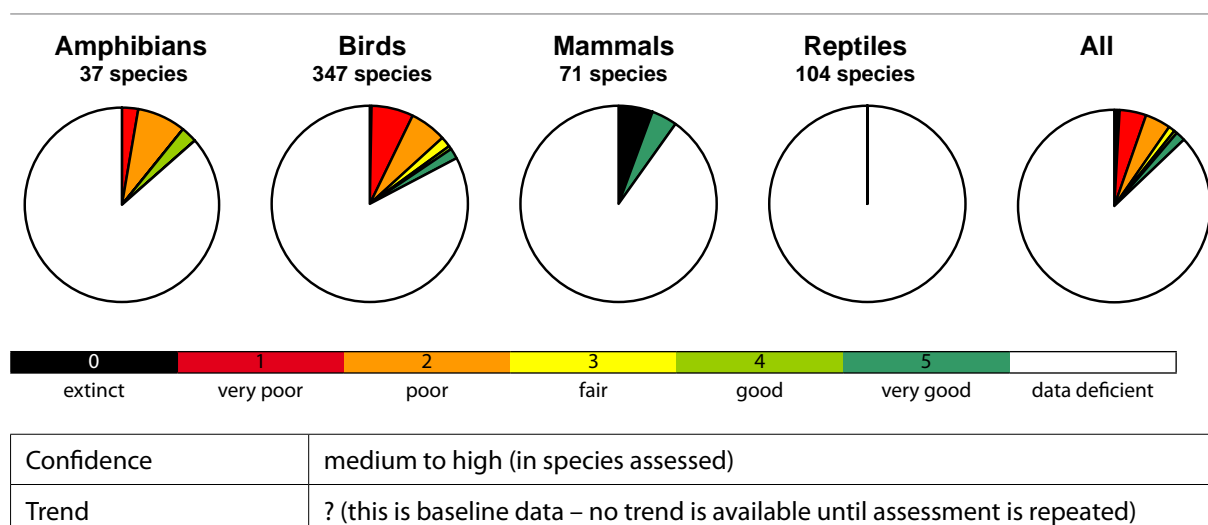 Amphibians
37 species
Birds
347 species
Mammals
71 species
Reptiles
104 species
All
0 1 2 3 4 5
extinct very poor poor fair good very good data deficient
Confidence medium to high (in species assessed)
Trend ? (this is baseline data – no trend is available until assessment is repeated)